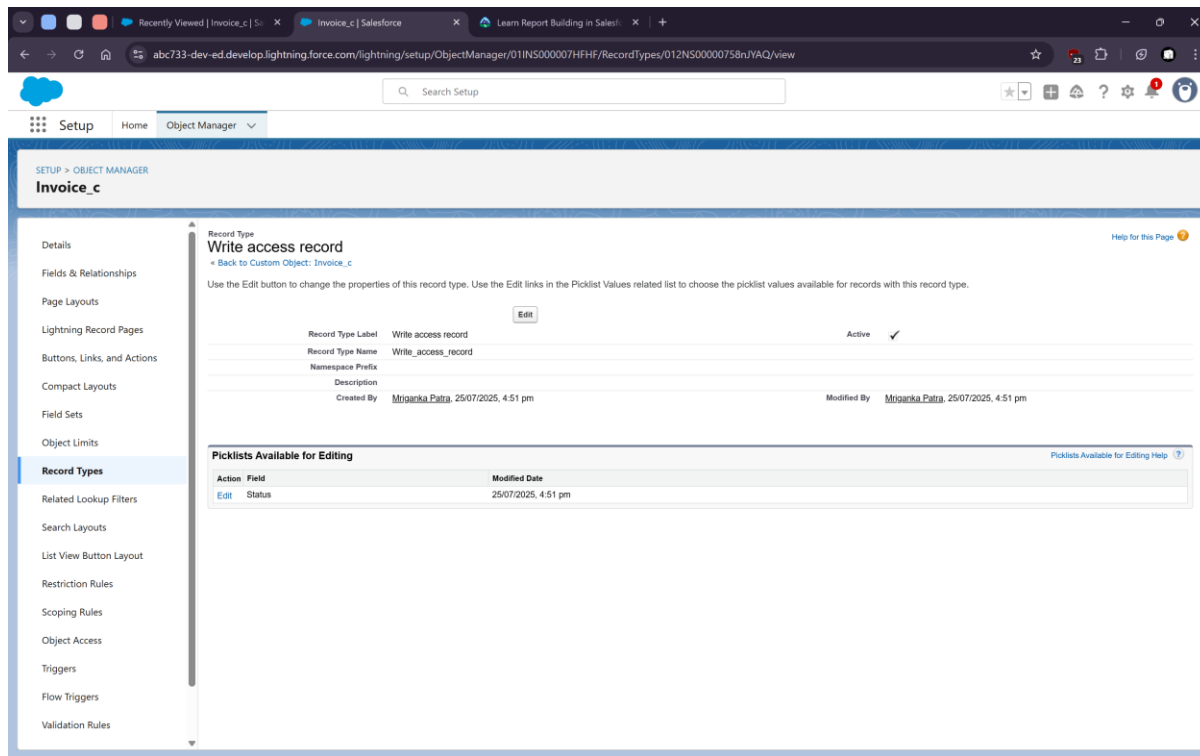 Recently Viewed | Invoice_c | Sa
Invoice_c | Salesforce
Learn Report Building in Salesfo
abc733-dev-ed.develop.lightning.force.com/lightning/setup/ObjectManager/01INS000007HFHF/RecordTypes/012NS00000758nJYAQ/view
23
Search Setup
1
Setup
Home
Object Manager
SETUP > OBJECT MANAGER
Invoice_c
Details
Fields & Relationships
Page Layouts
Lightning Record Pages
Buttons, Links, and Actions
Compact Layouts
Field Sets
Object Limits
Record Types
Related Lookup Filters
Search Layouts
List View Button Layout
Restriction Rules
Scoping Rules
Object Access
Triggers
Flow Triggers
Validation Rules
Record Type
Write access record
Help for this Page
« Back to Custom Object: Invoice_c
Use the Edit button to change the properties of this record type. Use the Edit links in the Picklist Values related list to choose the picklist values available for records with this record type.
Edit
Record Type Label Write access record Active ✓
Record Type Name Write_access_record
Namespace Prefix
Description
Created By Mriganka Patra, 25/07/2025, 4:51 pm Modified By Mriganka Patra, 25/07/2025, 4:51 pm
Picklists Available for Editing
Picklists Available for Editing Help ?
Action Field Modified Date
Edit Status 25/07/2025, 4:51 pm